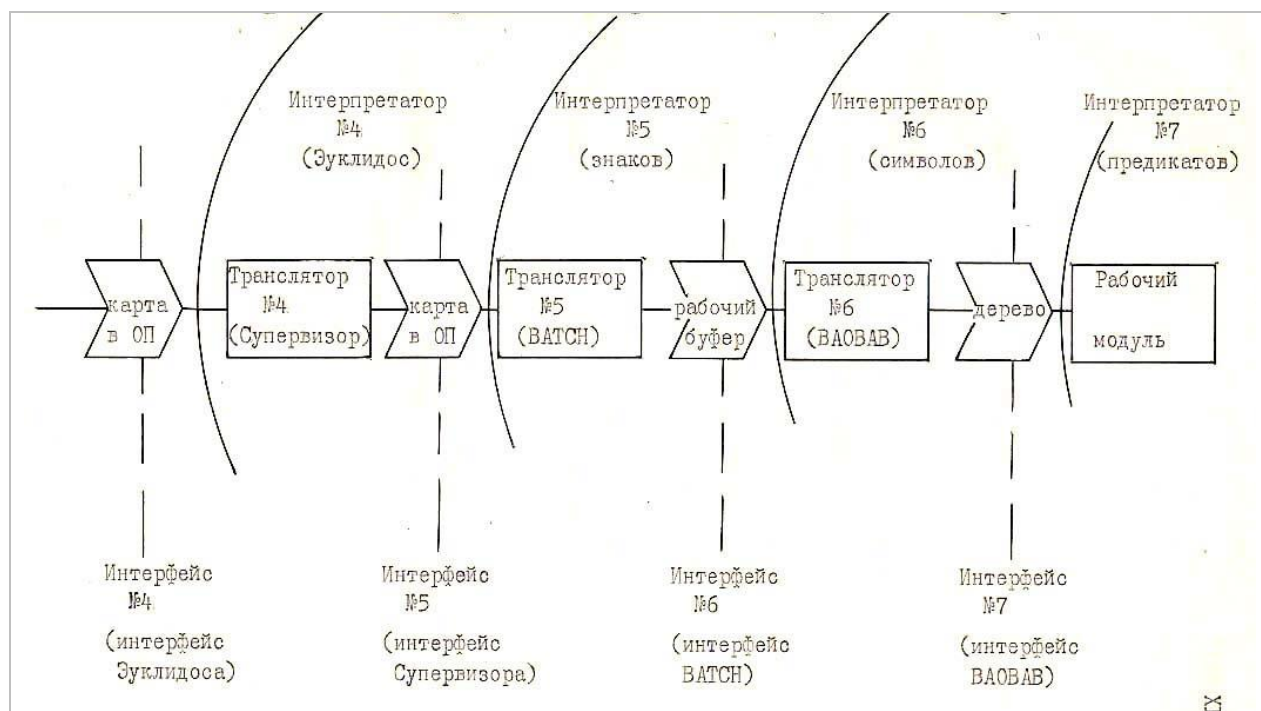 Интерпретатор
№4
(Эуклидос)
Интерпретатор
№5
(знаков)
Интерпретатор
№6
(символов)
Интерпретатор
№7
(предикатов)
карта
в ОП
Транслятор
№4
(Супервизор)
карта
в ОП
Транслятор
№5
(BATCH)
рабочий
буфер
Транслятор
№6
(BAOBAB)
дерево
Рабочий
модуль
Интерфейс
№4
(интерфейс
Эуклидоса)
Интерфейс
№5
(интерфейс
Супервизора)
Интерфейс
№6
(интерфейс
BATCH)
Интерфейс
№7
(интерфейс
BAOBAB)